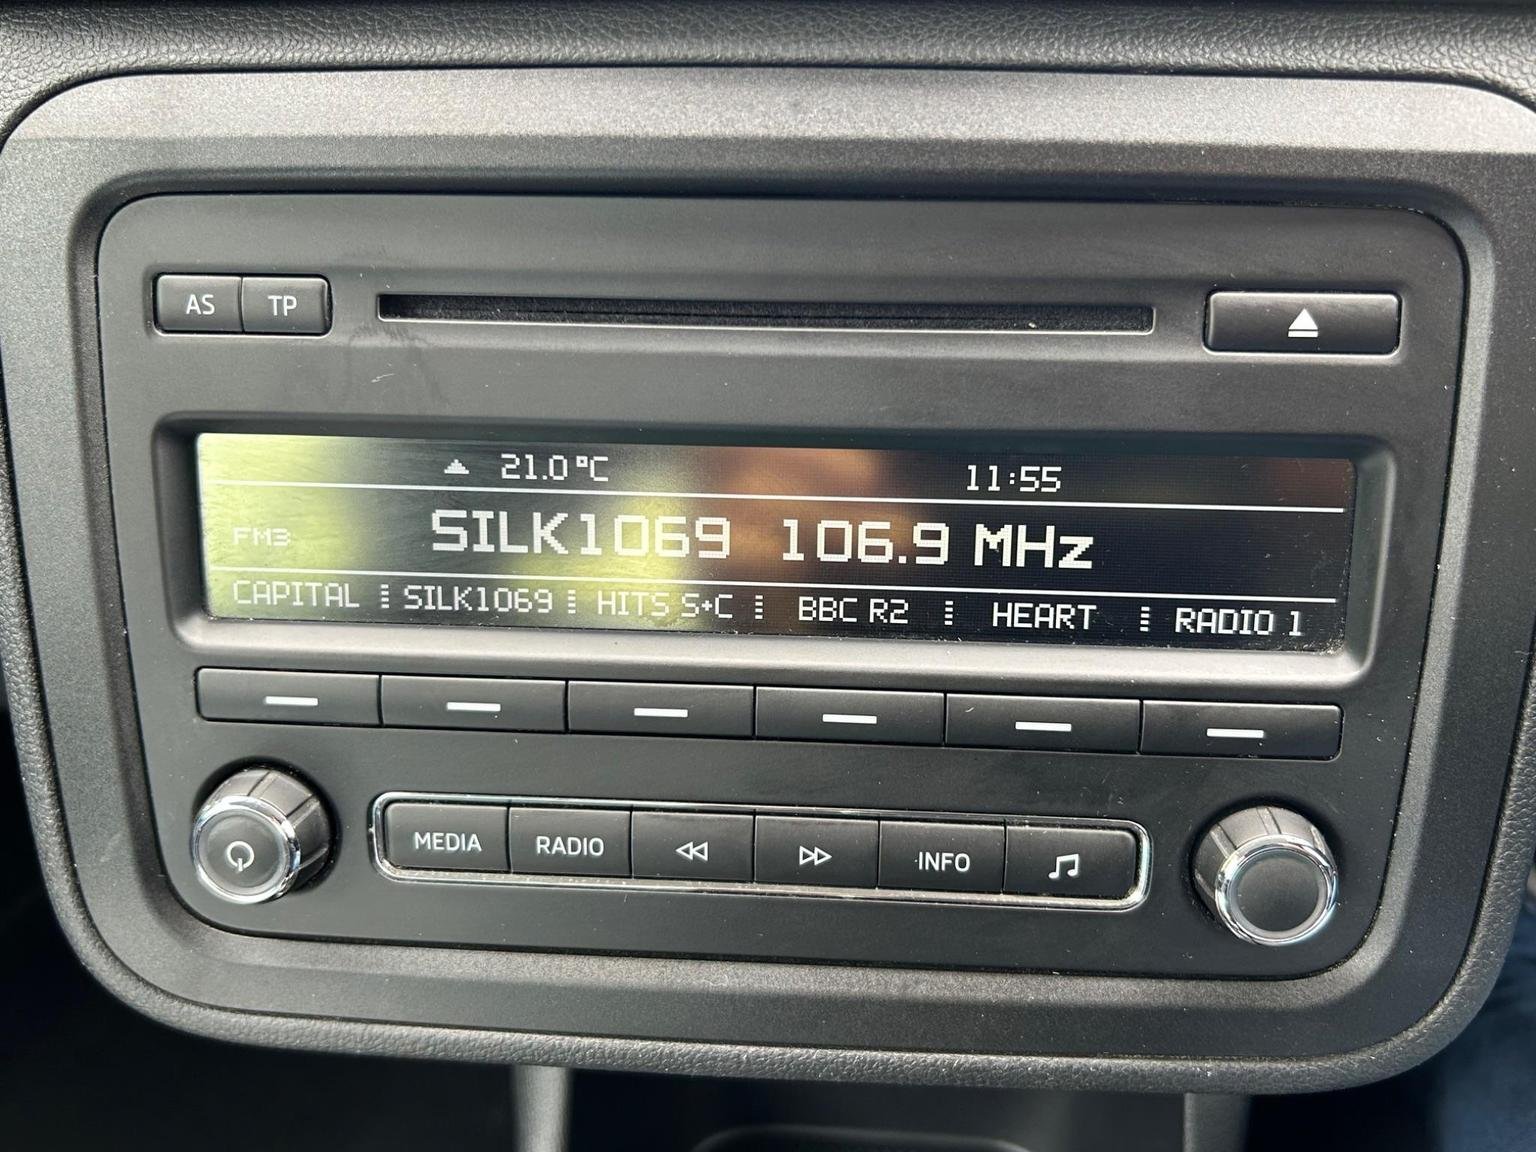 AS TP
21.0°C 11:55
FM3 SILK1069 106.9 MHz
CAPITAL SILK1069 HITS S+C BBC R2 HEART RADIO 1
MEDIA RADIO INFO